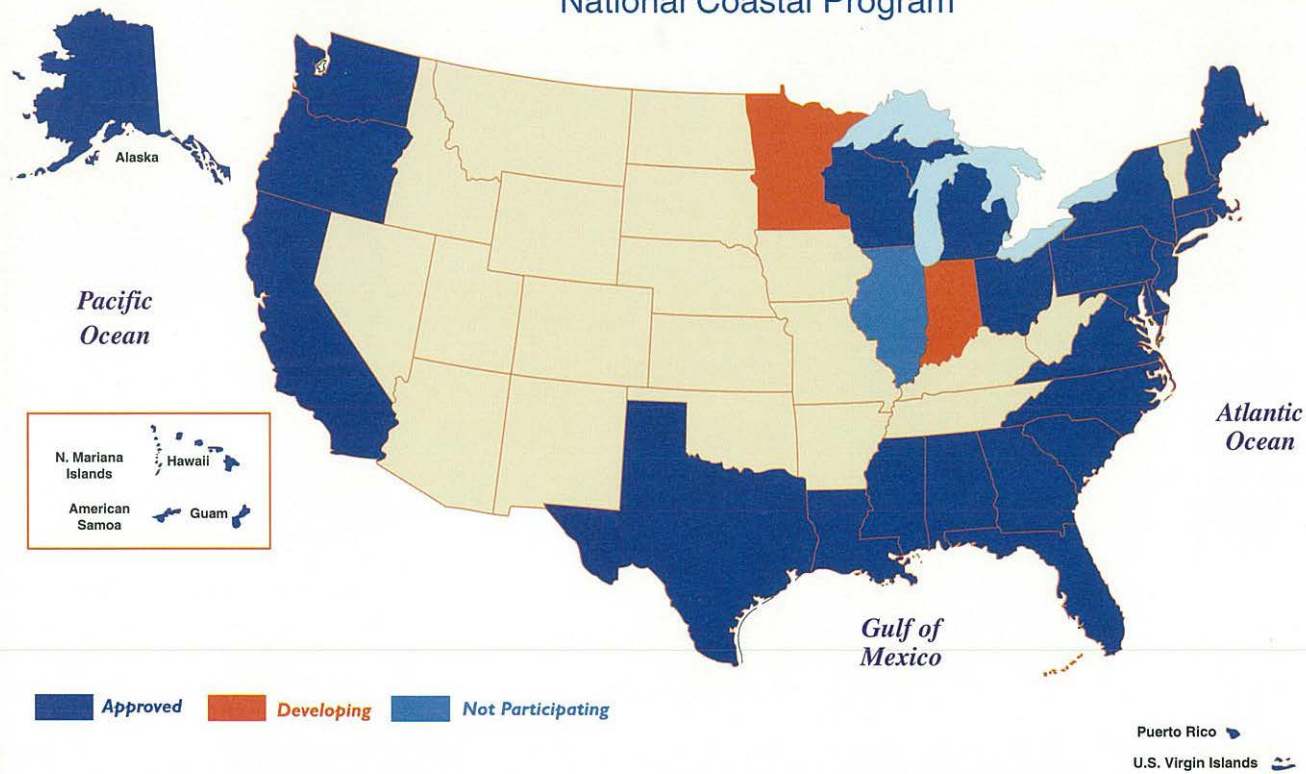 National Coastal Program
Alaska
Pacific
Ocean
N. Mariana
Islands
Hawaii
American
Samoa
Guam
Atlantic
Ocean
Gulf of
Mexico
Approved
Developing
Not Participating
Puerto Rico
U.S. Virgin Islands